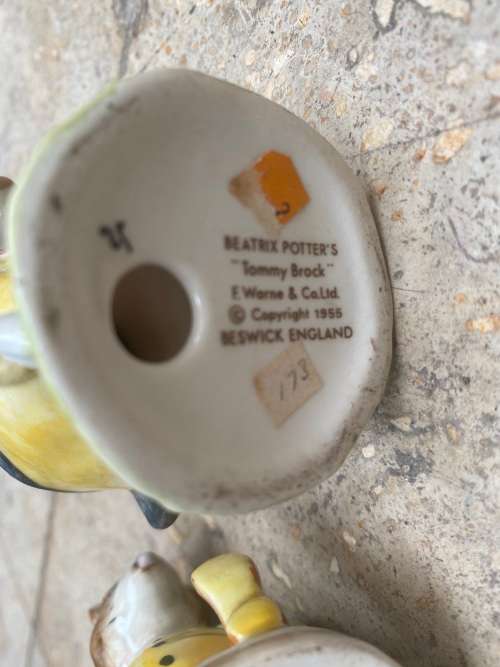 BEATRIX POTTER'S
"Tommy Brock"
F. Warne & Co. Ltd.
© Copyright 1955
BESWICK ENGLAND
173